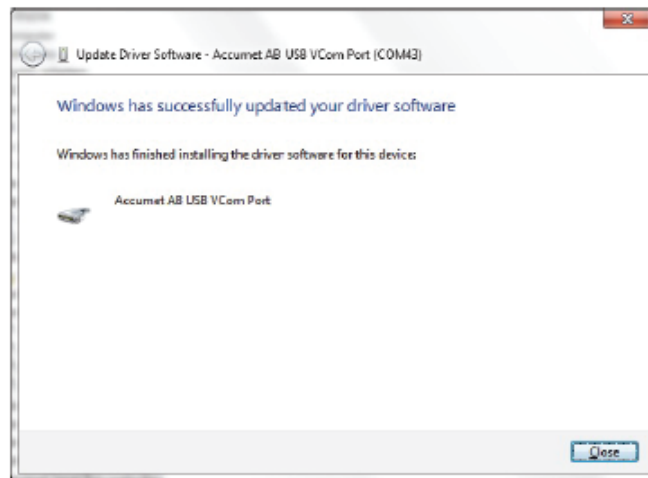 Update Driver Software - Accumet AB USB VCom Port (COM43)
Windows has successfully updated your driver software
Windows has finished installing the driver software for this device:
Accumet AB USB VCom Port
Close